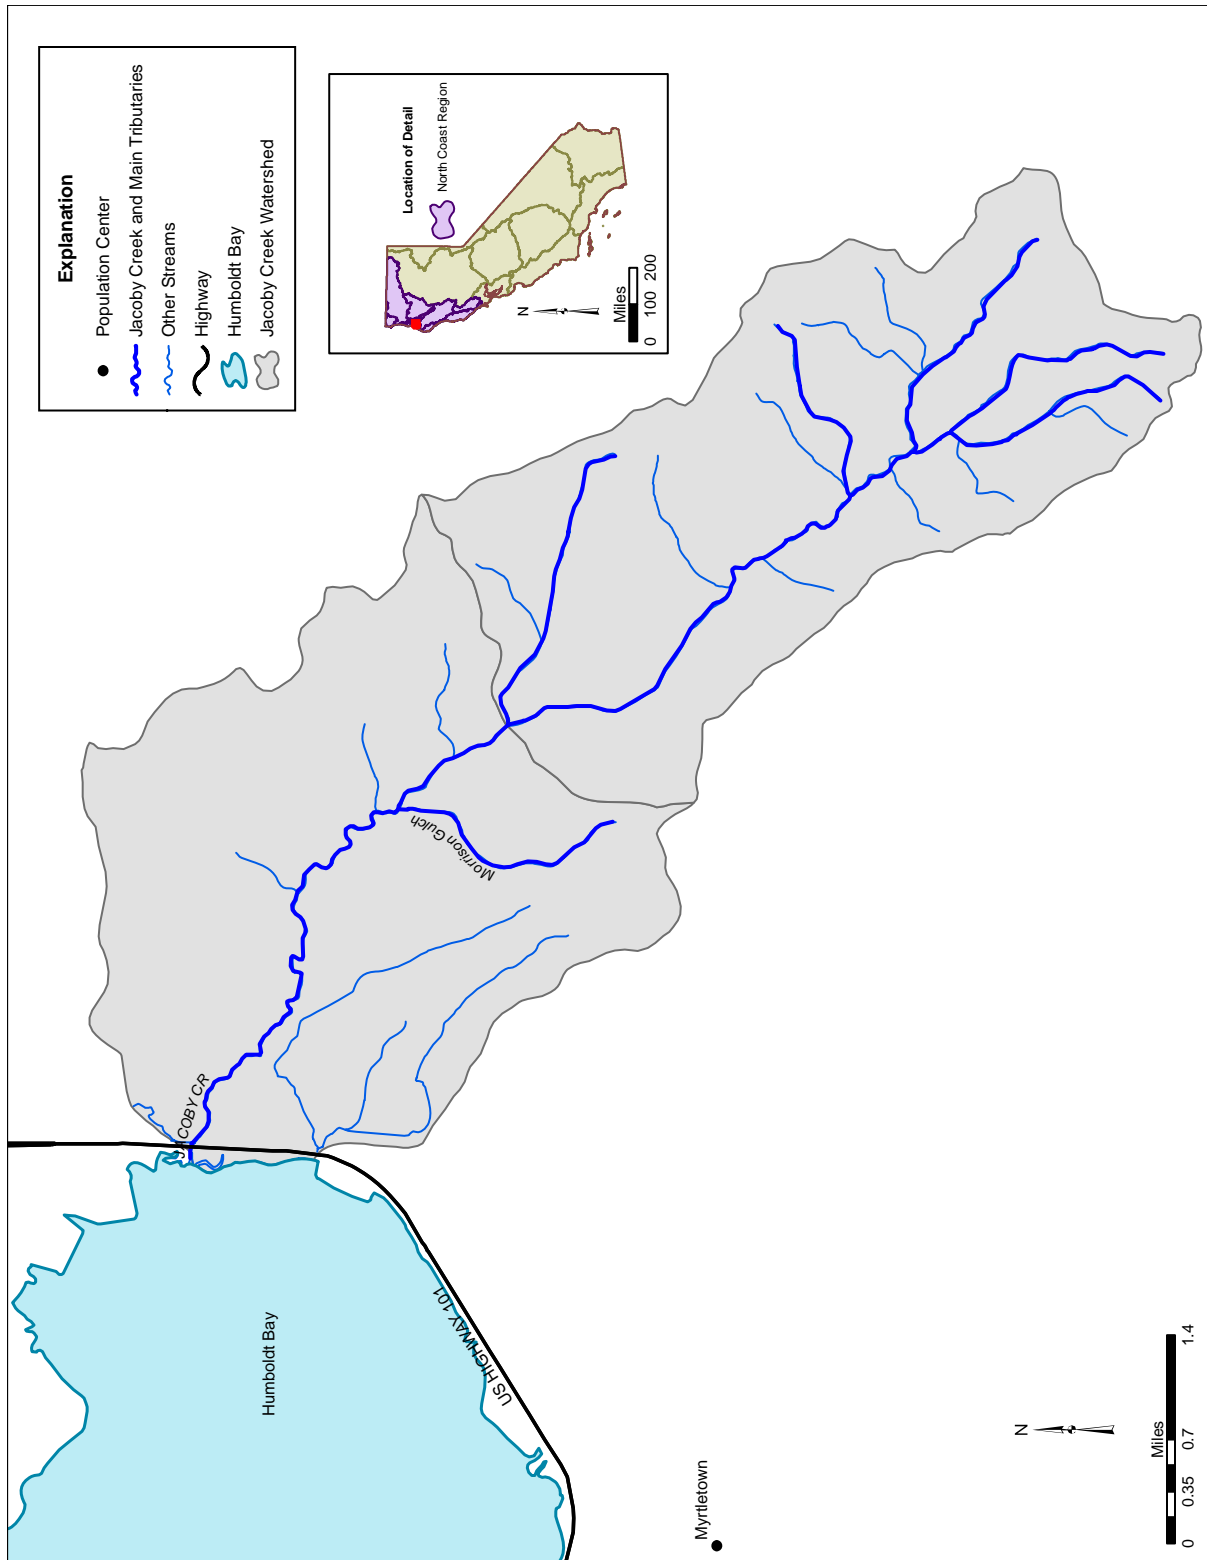 Explanation
Population Center
Jacoby Creek and Main Tributaries
Other Streams
Highway
Humboldt Bay
Jacoby Creek Watershed
Location of Detail
North Coast Region
N
Miles
0 100 200
JACOBY CR
Morrison Gulch
Humboldt Bay
US HIGHWAY 101
Myrtletown
N
Miles
0 0.35 0.7 1.4